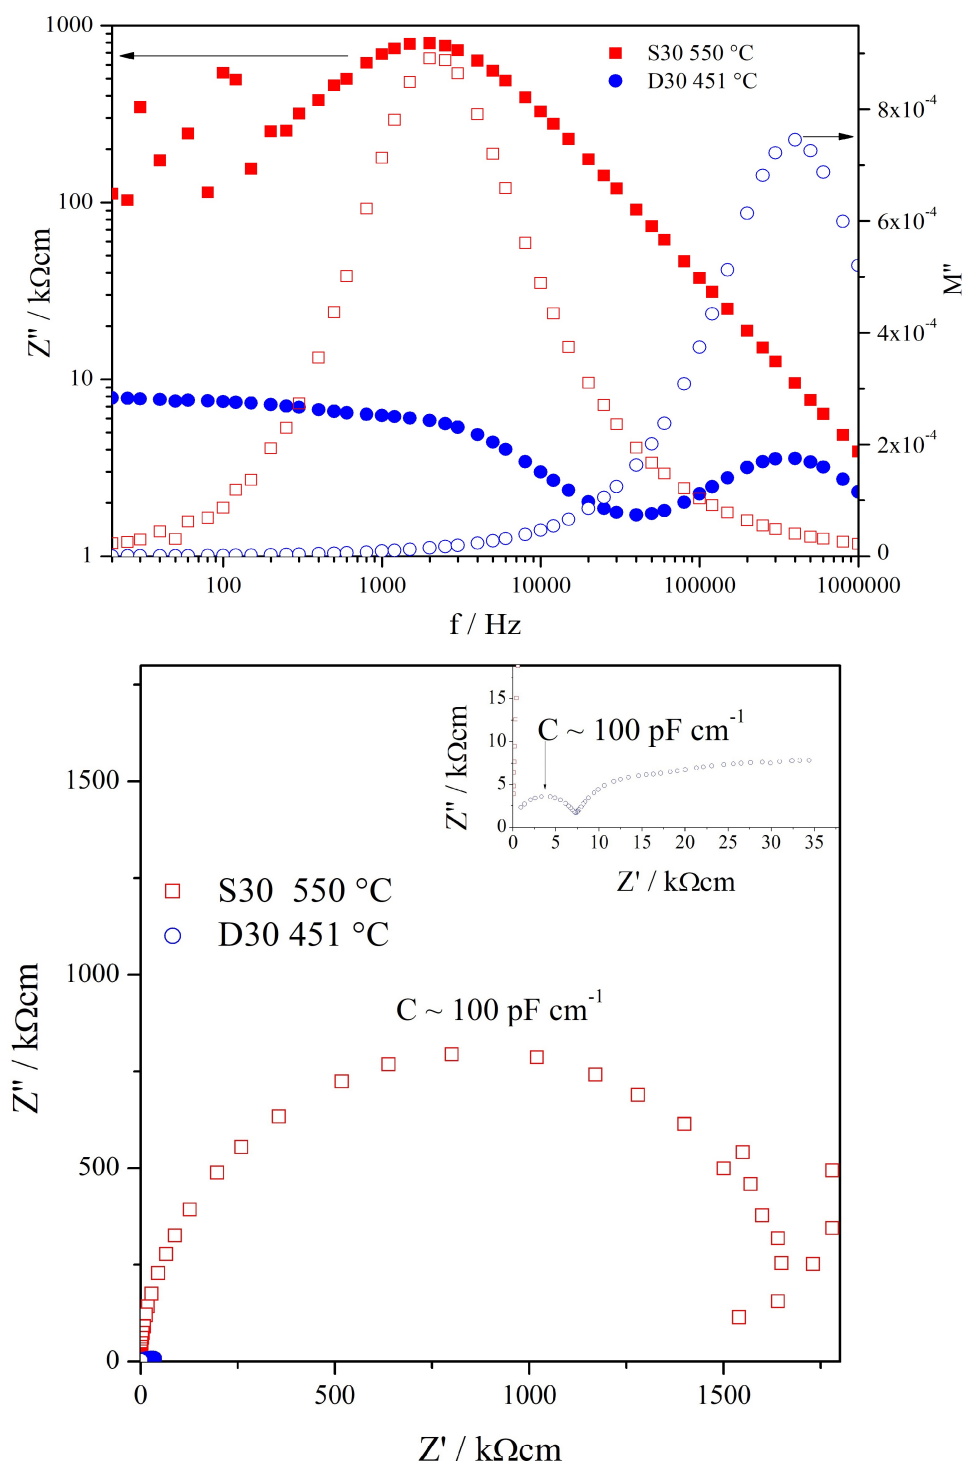 1000
100
10
1
Z" / kΩcm
S30 550 °C
D30 451 °C
8x10⁻⁴
6x10⁻⁴
4x10⁻⁴
2x10⁻⁴
0
M"
100 1000 10000 100000 1000000
f / Hz
15
10
5
0
Z" / kΩcm
C ~ 100 pF cm⁻¹
0 5 10 15 20 25 30 35
Z' / kΩcm
1500
1000
500
0
Z" / kΩcm
S30 550 °C
D30 451 °C
C ~ 100 pF cm⁻¹
0 500 1000 1500
Z' / kΩcm